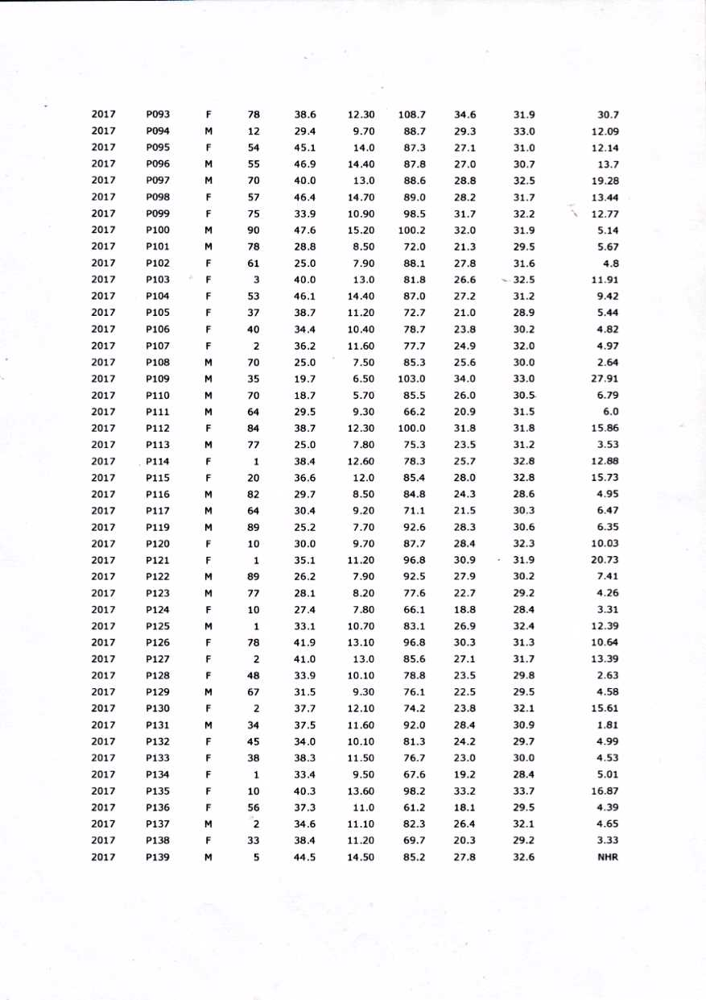 2017 P093 F 78 38.6 12.30 108.7 34.6 31.9 30.7
2017 P094 M 12 29.4 9.70 88.7 29.3 33.0 12.09
2017 P095 F 54 45.1 14.0 87.3 27.1 31.0 12.14
2017 P096 M 55 46.9 14.40 87.8 27.0 30.7 13.7
2017 P097 M 70 40.0 13.0 88.6 28.8 32.5 19.28
2017 P098 F 57 46.4 14.70 89.0 28.2 31.7 13.44
2017 P099 F 75 33.9 10.90 98.5 31.7 32.2 12.77
2017 P100 M 90 47.6 15.20 100.2 32.0 31.9 5.14
2017 P101 M 78 28.8 8.50 72.0 21.3 29.5 5.67
2017 P102 F 61 25.0 7.90 88.1 27.8 31.6 4.8
2017 P103 F 3 40.0 13.0 81.8 26.6 32.5 11.91
2017 P104 F 53 46.1 14.40 87.0 27.2 31.2 9.42
2017 P105 F 37 38.7 11.20 72.7 21.0 28.9 5.44
2017 P106 F 40 34.4 10.40 78.7 23.8 30.2 4.82
2017 P107 F 2 36.2 11.60 77.7 24.9 32.0 4.97
2017 P108 M 70 25.0 7.50 85.3 25.6 30.0 2.64
2017 P109 M 35 19.7 6.50 103.0 34.0 33.0 27.91
2017 P110 M 70 18.7 5.70 85.5 26.0 30.5 6.79
2017 P111 M 64 29.5 9.30 66.2 20.9 31.5 6.0
2017 P112 F 84 38.7 12.30 100.0 31.8 31.8 15.86
2017 P113 M 77 25.0 7.80 75.3 23.5 31.2 3.53
2017 P114 F 1 38.4 12.60 78.3 25.7 32.8 12.88
2017 P115 F 20 36.6 12.0 85.4 28.0 32.8 15.73
2017 P116 M 82 29.7 8.50 84.8 24.3 28.6 4.95
2017 P117 M 64 30.4 9.20 71.1 21.5 30.3 6.47
2017 P119 M 89 25.2 7.70 92.6 28.3 30.6 6.35
2017 P120 F 10 30.0 9.70 87.7 28.4 32.3 10.03
2017 P121 F 1 35.1 11.20 96.8 30.9 31.9 20.73
2017 P122 M 89 26.2 7.90 92.5 27.9 30.2 7.41
2017 P123 M 77 28.1 8.20 77.6 22.7 29.2 4.26
2017 P124 F 10 27.4 7.80 66.1 18.8 28.4 3.31
2017 P125 M 1 33.1 10.70 83.1 26.9 32.4 12.39
2017 P126 F 78 41.9 13.10 96.8 30.3 31.3 10.64
2017 P127 F 2 41.0 13.0 85.6 27.1 31.7 13.39
2017 P128 F 48 33.9 10.10 78.8 23.5 29.8 2.63
2017 P129 M 67 31.5 9.30 76.1 22.5 29.5 4.58
2017 P130 F 2 37.7 12.10 74.2 23.8 32.1 15.61
2017 P131 M 34 37.5 11.60 92.0 28.4 30.9 1.81
2017 P132 F 45 34.0 10.10 81.3 24.2 29.7 4.99
2017 P133 F 38 38.3 11.50 76.7 23.0 30.0 4.53
2017 P134 F 1 33.4 9.50 67.6 19.2 28.4 5.01
2017 P135 F 10 40.3 13.60 98.2 33.2 33.7 16.87
2017 P136 F 56 37.3 11.0 61.2 18.1 29.5 4.39
2017 P137 M 2 34.6 11.10 82.3 26.4 32.1 4.65
2017 P138 F 33 38.4 11.20 69.7 20.3 29.2 3.33
2017 P139 M 5 44.5 14.50 85.2 27.8 32.6 NHR